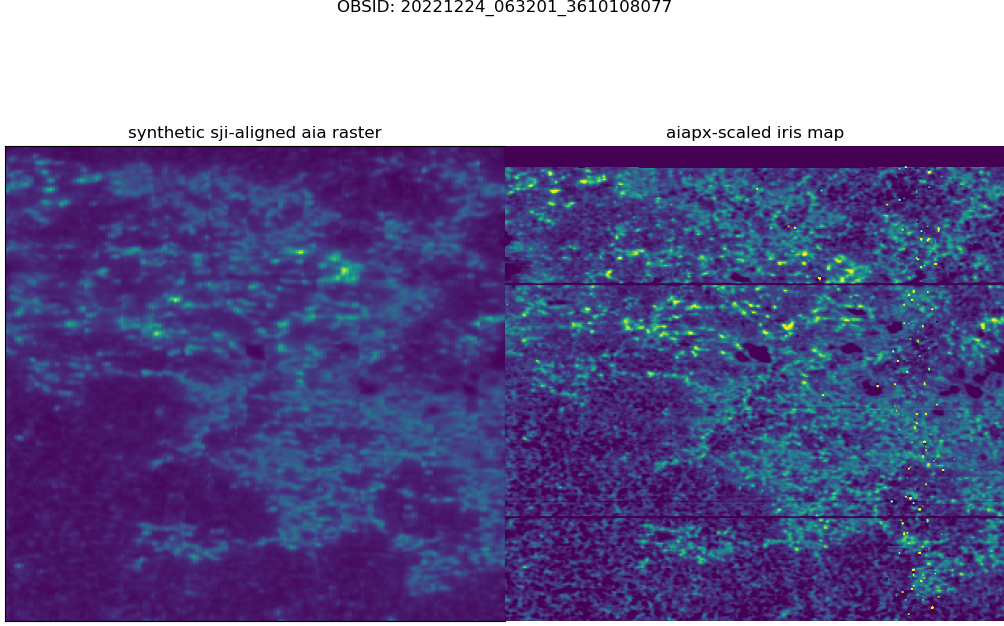 OBSID: 20221224_063201_3610108077
synthetic sji-aligned aia raster
aiapx-scaled iris map